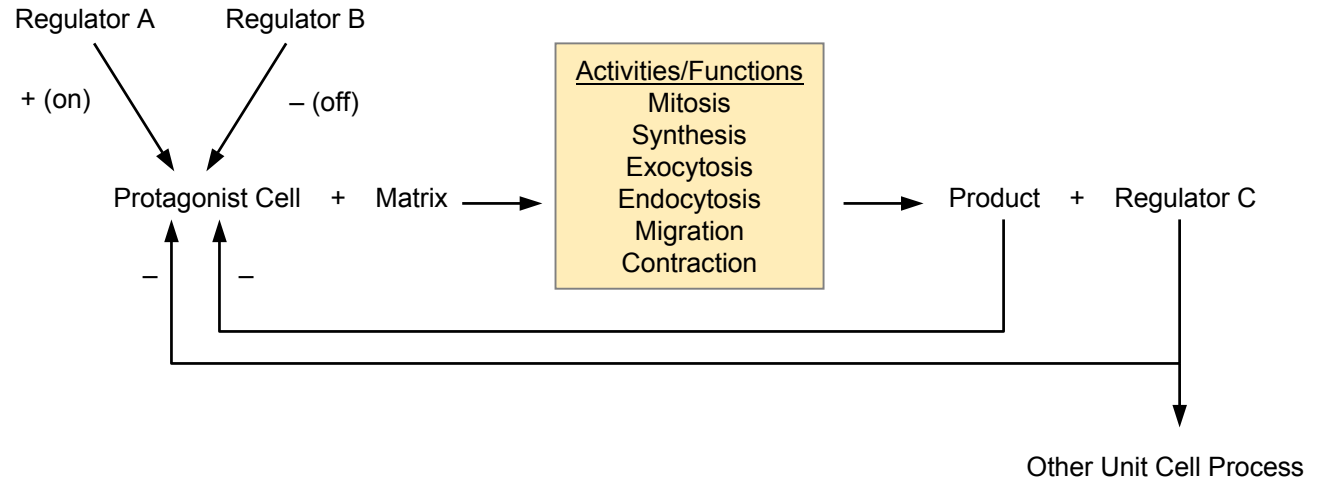 Regulator A Regulator B
+ (on) – (off)
Activities/Functions
Mitosis
Synthesis
Exocytosis
Endocytosis
Migration
Contraction
Protagonist Cell + Matrix
Product + Regulator C
– –
Other Unit Cell Process